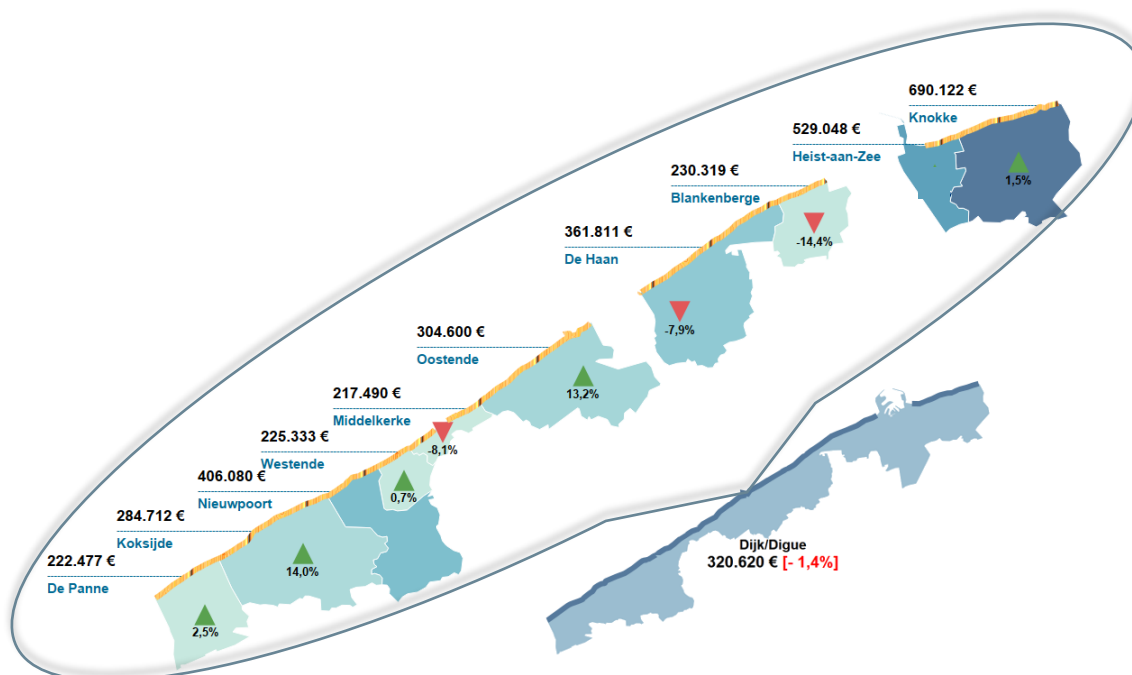 690.122 €
Knokke
529.048 €
Heist-aan-Zee
1,5%
230.319 €
Blankenberge
-14,4%
361.811 €
De Haan
-7,9%
304.600 €
Oostende
13,2%
217.490 €
Middelkerke
-8,1%
225.333 €
Westende
0,7%
406.080 €
Nieuwpoort
284.712 €
Koksijde
14,0%
222.477 €
De Panne
2,5%
Dijk/Digue
320.620 € [- 1,4%]